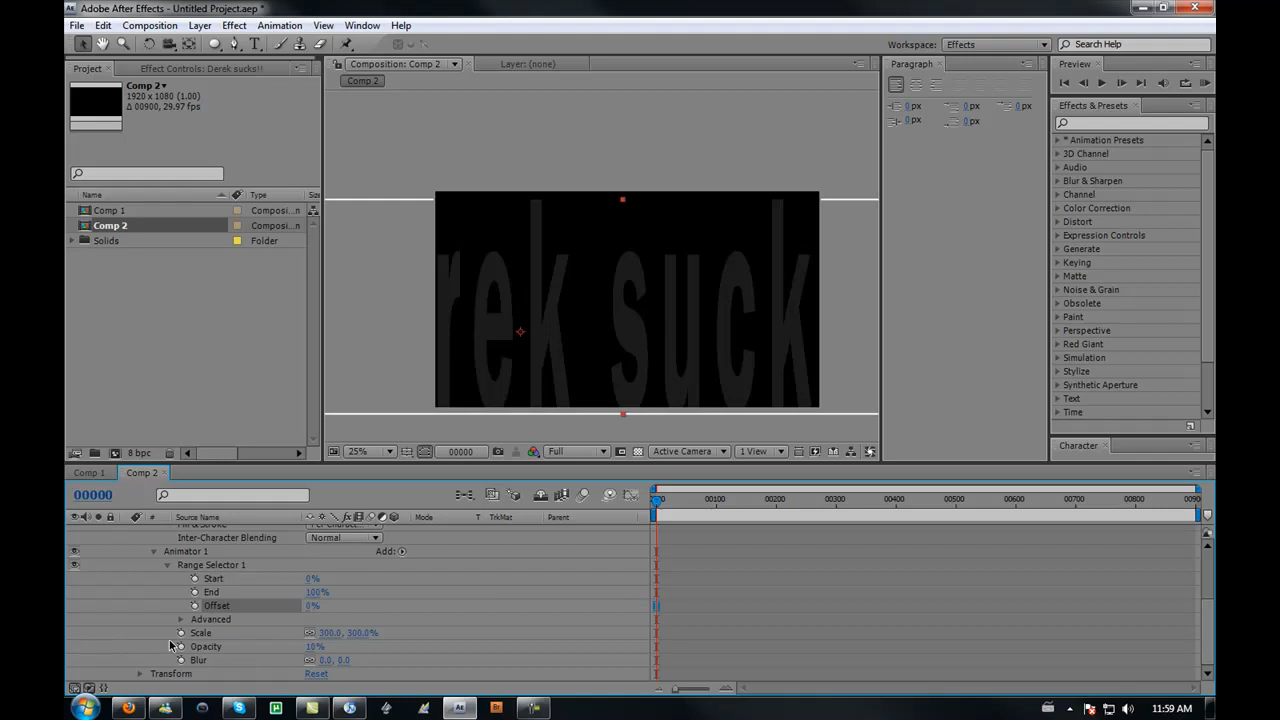 Adobe After Effects - Untitled Project.aep *
File Edit Composition Layer Effect Animation View Window Help
Workspace: Effects Search Help
Project Effect Controls: Derek sucks!! Composition: Comp 2 Layer: (none) Paragraph Preview
Comp 2
Comp 2
1920 x 1080 (1.00)
Δ 00900, 29.97 fps
0 px 0 px 0 px
0 px 0 px
Effects & Presets
* Animation Presets
3D Channel
Audio
Blur & Sharpen
Channel
Color Correction
Distort
Expression Controls
Generate
Keying
Matte
Noise & Grain
Obsolete
Paint
Perspective
Red Giant
Simulation
Stylize
Synthetic Aperture
Text
Time
Character
Name Type Siz
Comp 1 Composi...n
Comp 2 Composi...n
Solids Folder
rek suck
8 bpc
25% 00000 Full Active Camera 1 View
Comp 1 Comp 2
00000
00100 00200 00300 00400 00500 00600 00700 00800 0090
# Source Name Mode T TrkMat Parent
Inter-Character Blending Normal
Animator 1 Add:
Range Selector 1
Start 0%
End 100%
Offset 0%
Advanced
Scale 300.0, 300.0%
Opacity 10%
Blur 0.0, 0.0
Transform Reset
11:59 AM